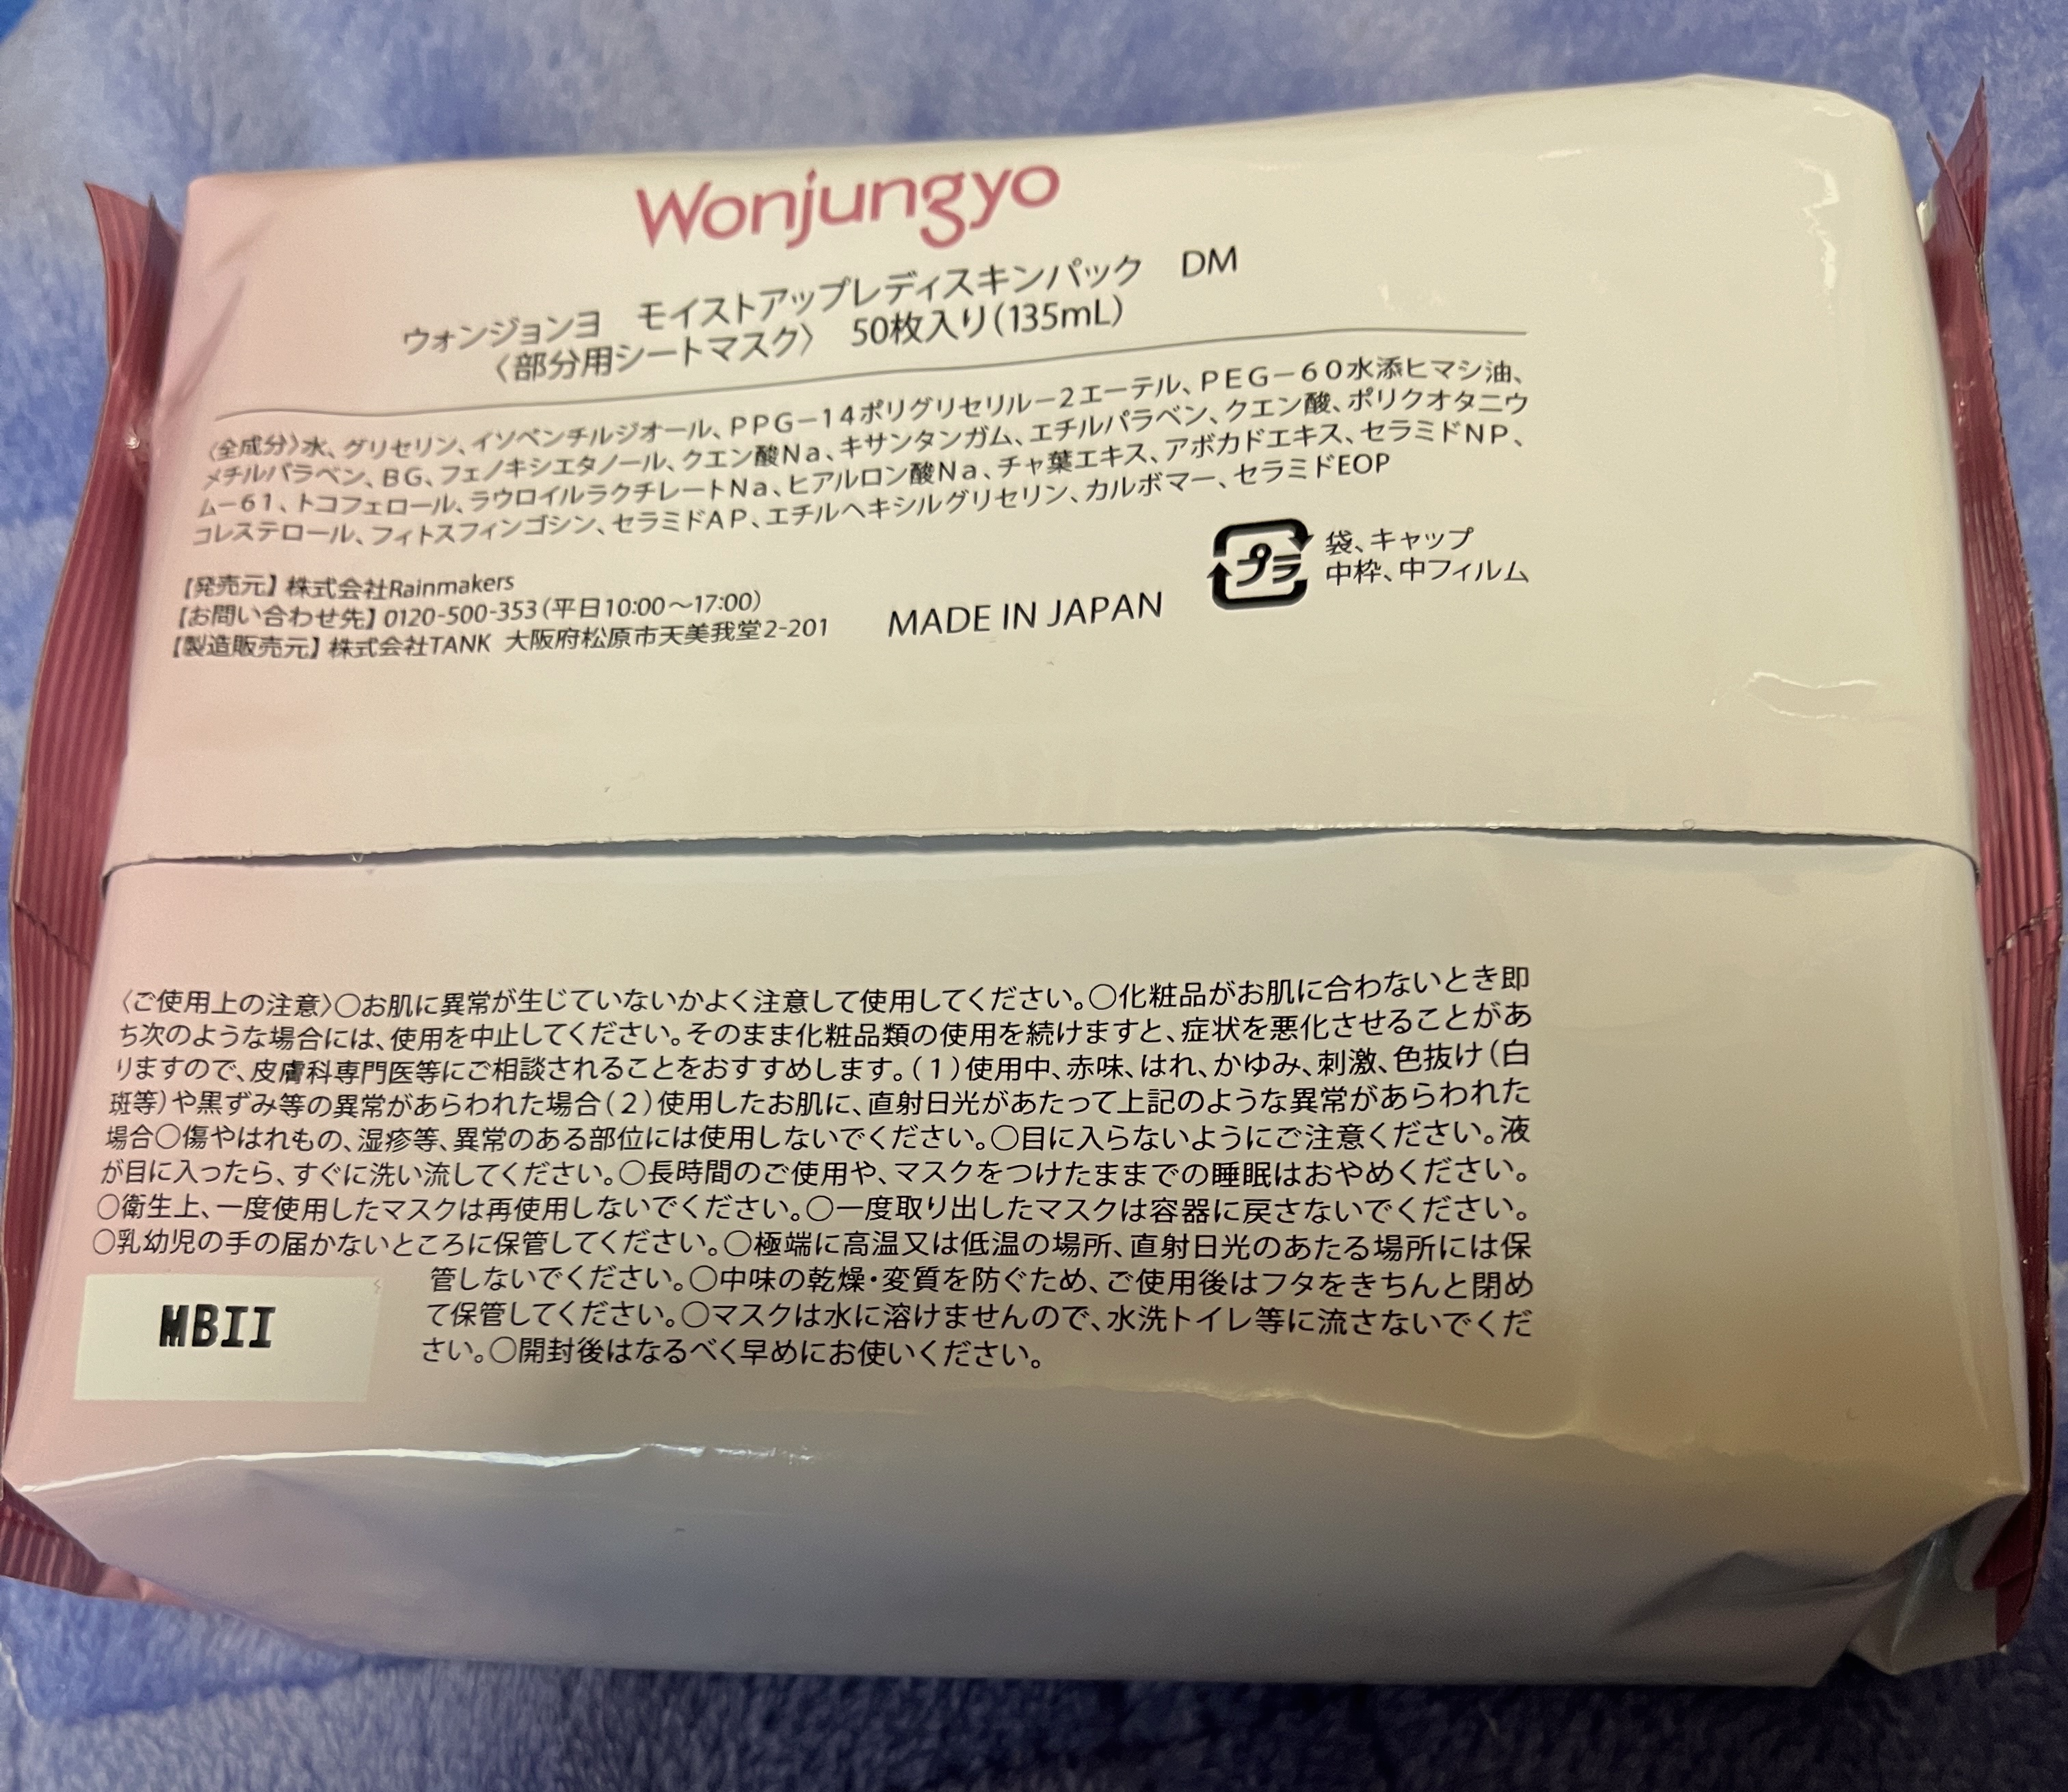 Wonjungyo
ウォンジョンヨ　モイストアップレディスキンパック　DM
〈部分用シートマスク〉　50枚入り(135mL)
〈全成分〉水、グリセリン、イソペンチルジオール、PPG−14ポリグリセリル−2エーテル、PEG−60水添ヒマシ油、
メチルパラベン、BG、フェノキシエタノール、クエン酸Na、キサンタンガム、エチルパラベン、クエン酸、ポリクオタニウ
ム−61、トコフェロール、ラウロイルラクチレートNa、ヒアルロン酸Na、チャ葉エキス、アボカドエキス、セラミドNP、
コレステロール、フィトスフィンゴシン、セラミドAP、エチルヘキシルグリセリン、カルボマー、セラミドEOP
【発売元】株式会社Rainmakers
【お問い合わせ先】0120-500-353(平日10:00〜17:00)
【製造販売元】株式会社TANK 大阪府松原市天美我堂2-201
MADE IN JAPAN
プラ
袋、キャップ
中枠、中フィルム
〈ご使用上の注意〉○お肌に異常が生じていないかよく注意して使用してください。○化粧品がお肌に合わないとき即
ち次のような場合には、使用を中止してください。そのまま化粧品類の使用を続けますと、症状を悪化させることがあ
りますので、皮膚科専門医等にご相談されることをおすすめします。(1)使用中、赤味、はれ、かゆみ、刺激、色抜け(白
斑等)や黒ずみ等の異常があらわれた場合(2)使用したお肌に、直射日光があたって上記のような異常があらわれた
場合○傷やはれもの、湿疹等、異常のある部位には使用しないでください。○目に入らないようにご注意ください。液
が目に入ったら、すぐに洗い流してください。○長時間のご使用や、マスクをつけたままでの睡眠はおやめください。
○衛生上、一度使用したマスクは再使用しないでください。○一度取り出したマスクは容器に戻さないでください。
○乳幼児の手の届かないところに保管してください。○極端に高温又は低温の場所、直射日光のあたる場所には保
管しないでください。○中味の乾燥・変質を防ぐため、ご使用後はフタをきちんと閉め
て保管してください。○マスクは水に溶けませんので、水洗トイレ等に流さないでくだ
さい。○開封後はなるべく早めにお使いください。
MBII